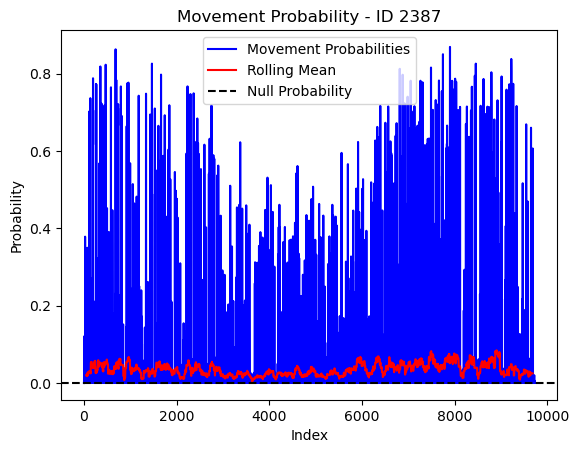 Movement Probability - ID 2387
Movement Probabilities
Rolling Mean
Null Probability
Probability
0.8
0.6
0.4
0.2
0.0
0
2000
4000
6000
8000
10000
Index